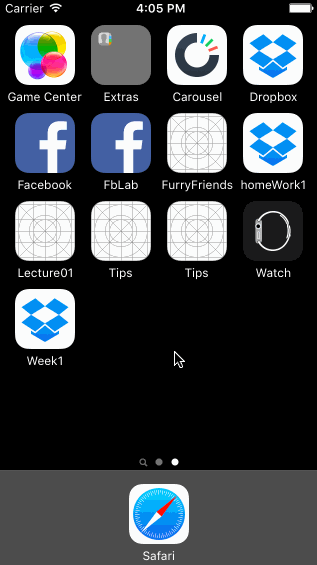 Carrier 4:05 PM
Game Center Extras Carousel Dropbox
Facebook FbLab FurryFriends homeWork1
Lecture01 Tips Tips Watch
Week1
Safari